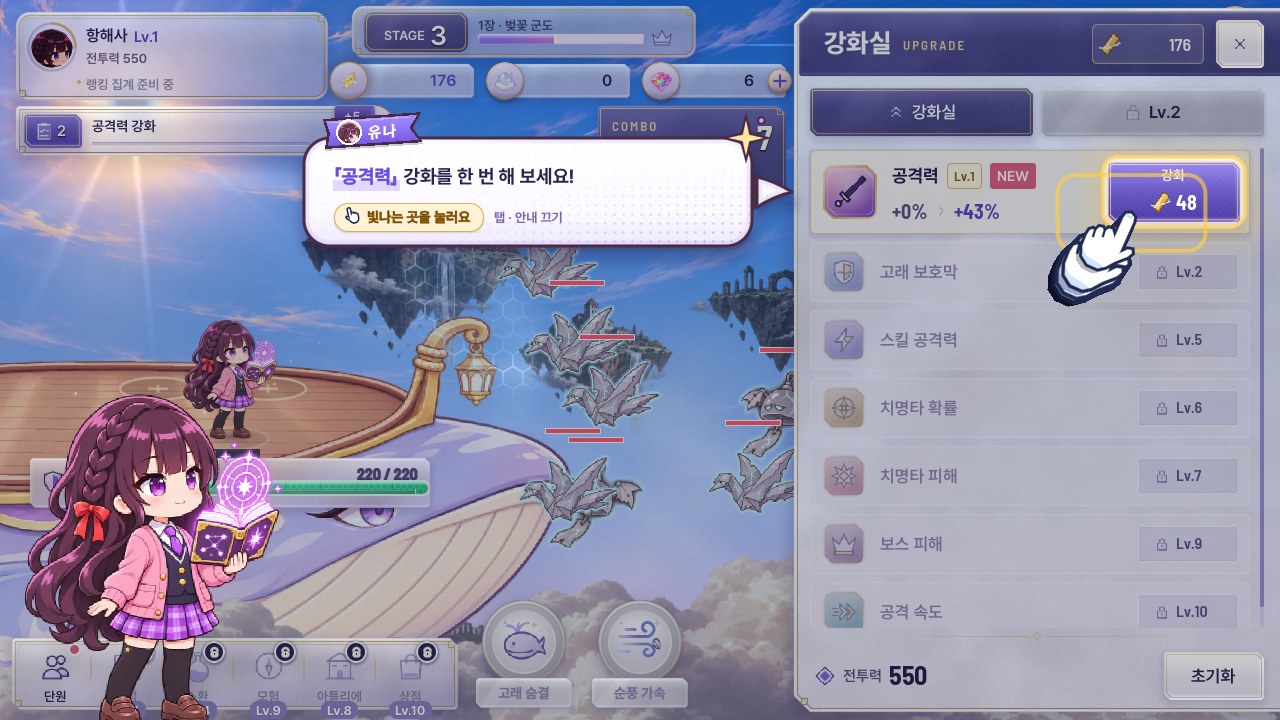 항해사 Lv.1
전투력 550
랭킹 집계 준비 중
STAGE 3
1장 · 벚꽃 군도
176
0
6
2
공격력 강화
COMBO
7
유나
「공격력」 강화를 한 번 해 보세요!
빛나는 곳을 눌러요
탭 · 안내 끄기
220 / 220
단원
모험
Lv.9
아틀리에
Lv.8
상점
Lv.10
고래 숨결
순풍 가속
강화실 UPGRADE
176
강화실
Lv.2
공격력 Lv.1 NEW
+0% > +43%
강화
48
고래 보호막
Lv.2
스킬 공격력
Lv.5
치명타 확률
Lv.6
치명타 피해
Lv.7
보스 피해
Lv.9
공격 속도
Lv.10
전투력 550
초기화